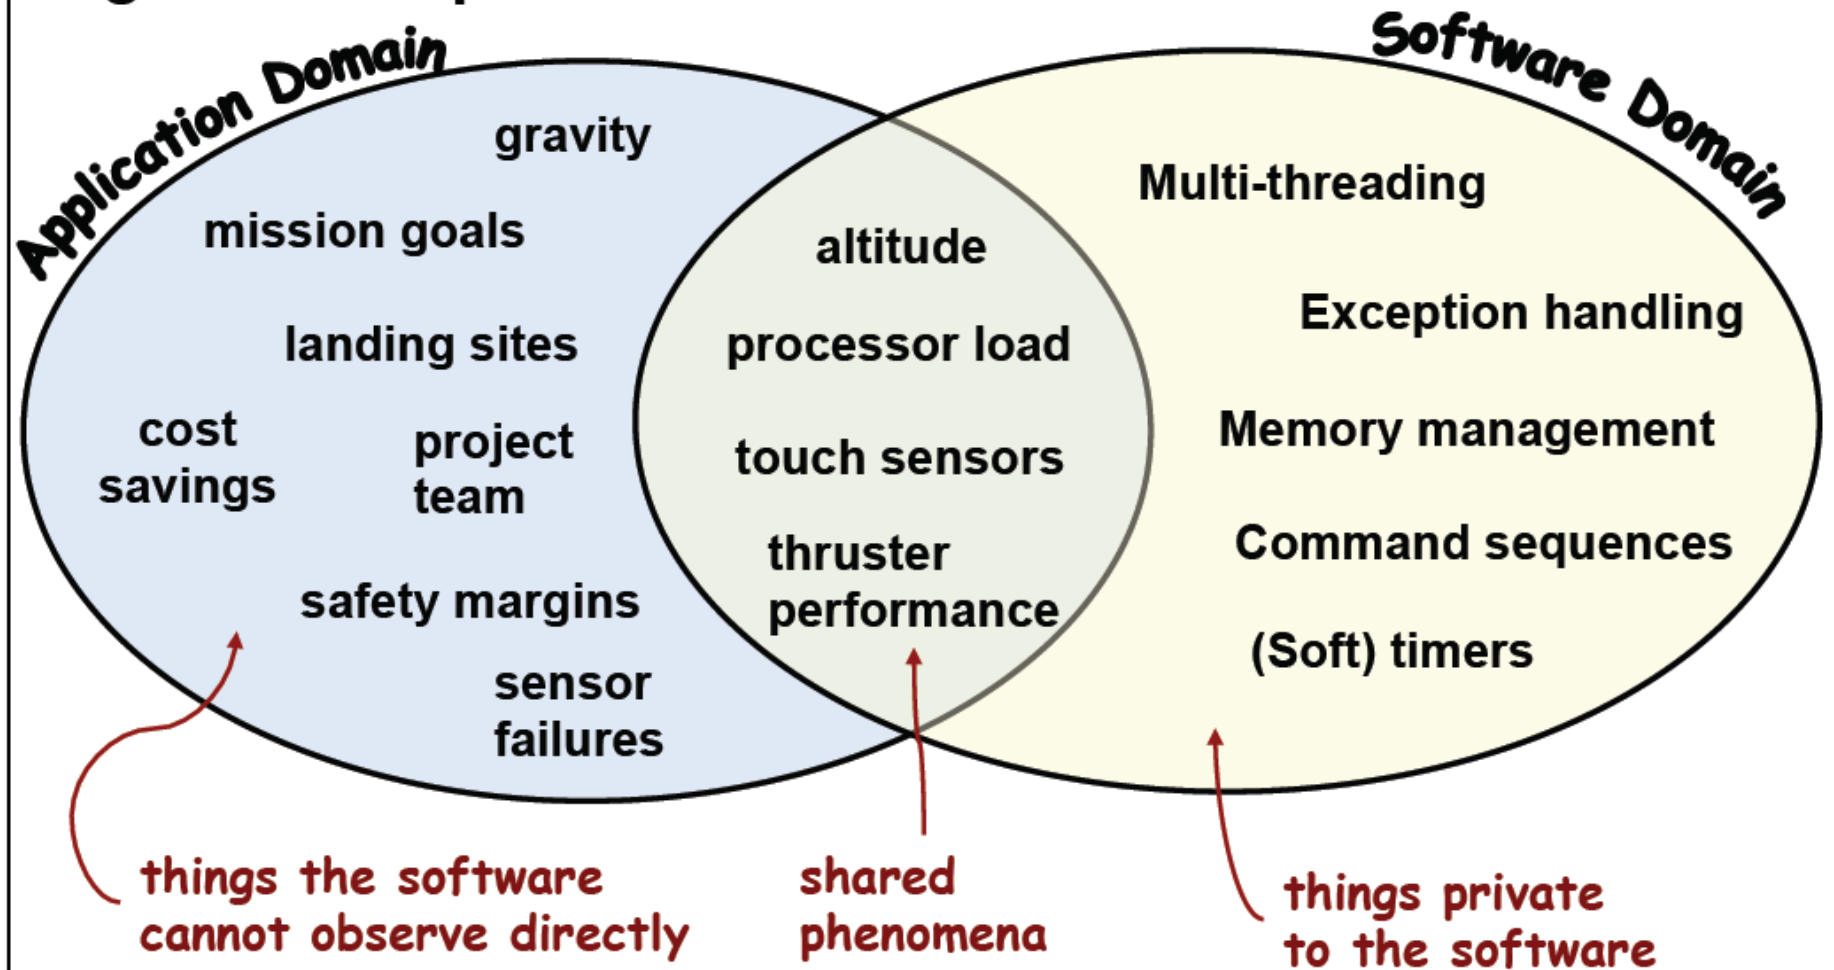 Application Domain
Software Domain
gravity
mission goals
landing sites
cost
savings
project
team
safety margins
sensor
failures
altitude
processor load
touch sensors
thruster
performance
Multi-threading
Exception handling
Memory management
Command sequences
(Soft) timers
things the software
cannot observe directly
shared
phenomena
things private
to the software